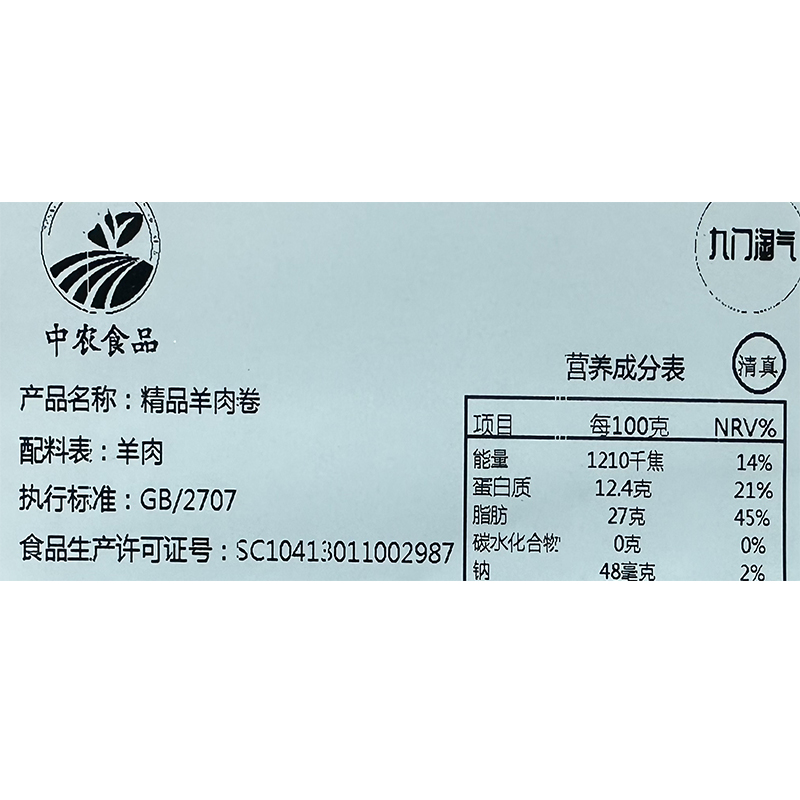 中农食品
九门淘气
产品名称：精品羊肉卷
配料表：羊肉
执行标准：GB/2707
食品生产许可证号：SC10413011002987
营养成分表
清真
项目 每100克 NRV%
能量 1210千焦 14%
蛋白质 12.4克 21%
脂肪 27克 45%
碳水化合物 0克 0%
钠 48毫克 2%